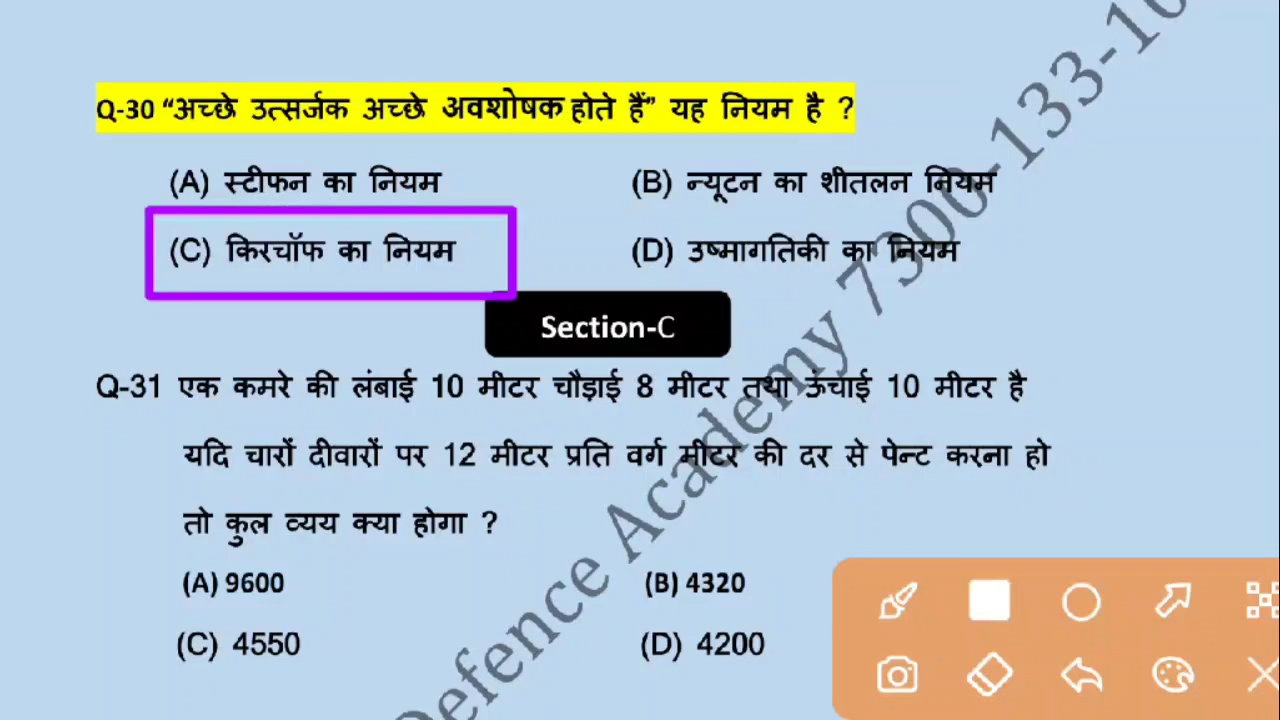 Q-30 “अच्छे उत्सर्जक अच्छे अवशोषक होते हैं” यह नियम है ?
(A) स्टीफन का नियम (B) न्यूटन का शीतलन नियम
(C) किरचॉफ का नियम (D) उष्मागतिकी का नियम
Section-C
Q-31 एक कमरे की लंबाई 10 मीटर चौड़ाई 8 मीटर तथा ऊंचाई 10 मीटर है
यदि चारों दीवारों पर 12 मीटर प्रति वर्ग मीटर की दर से पेन्ट करना हो
तो कुल व्यय क्या होगा ?
(A) 9600 (B) 4320
(C) 4550 (D) 4200
Defence Academy 7300-133-10